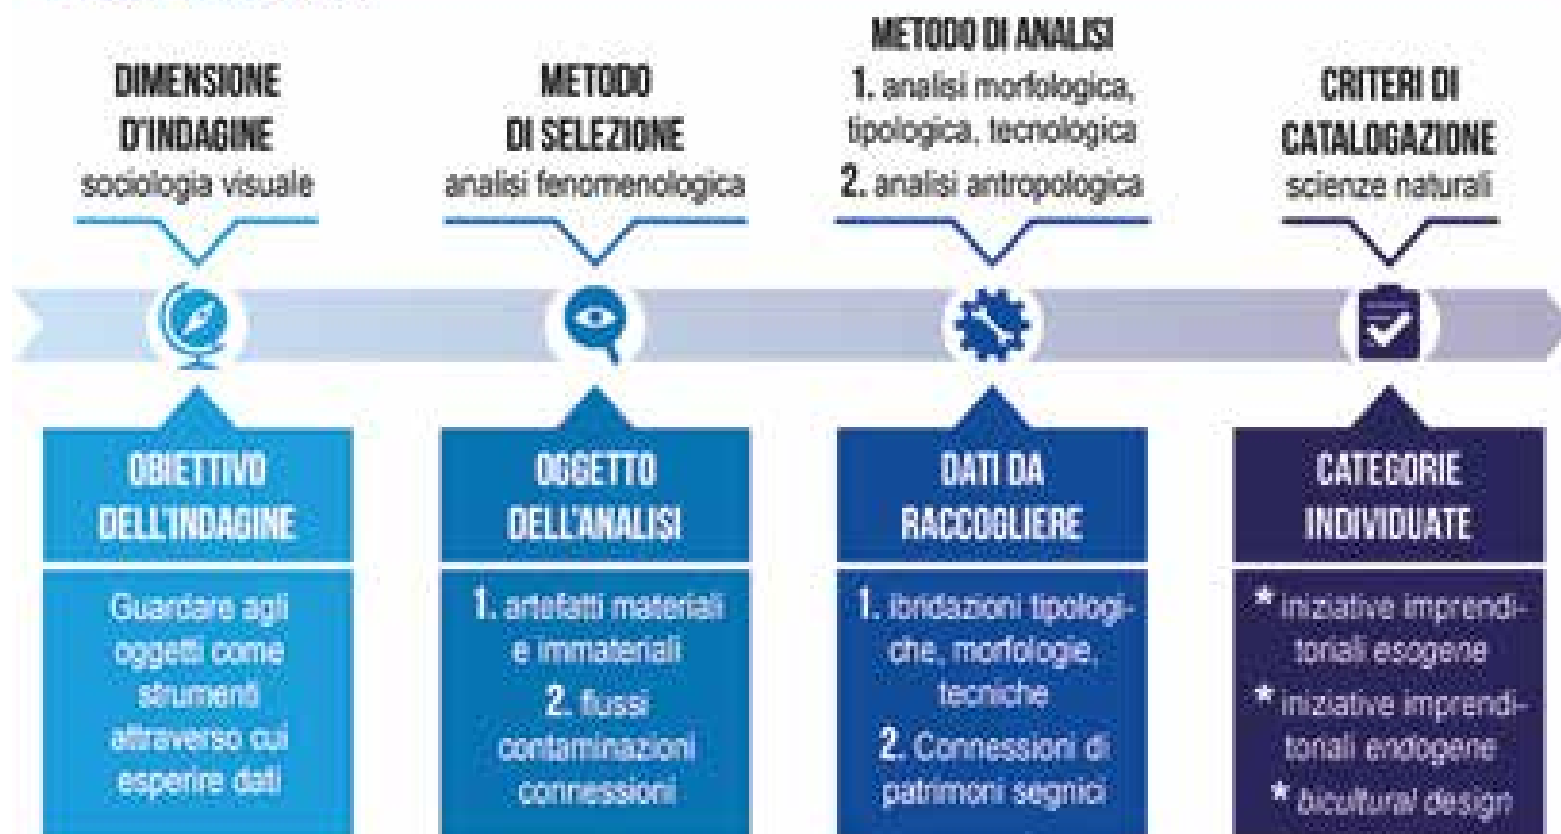 DIMENSIONE
D'INDAGINE
sociologia visuale
METODO
DI SELEZIONE
analisi fenomenologica
METODO DI ANALISI
1. analisi morfologica,
tipologica, tecnologica
2. analisi antropologica
CRITERI DI
CATALOGAZIONE
scienze naturali
OBIETTIVO
DELL'INDAGINE
Guardare agli
oggetti come
strumenti
attraverso cui
esperire dati
OGGETTO
DELL'ANALISI
1. artefatti materiali
e immateriali
2. flussi
contaminazioni
connessioni
DATI DA
RACCOGLIERE
1. ibridazioni tipologi-
che, morfologie,
tecniche
2. Connessioni di
patrimoni segnici
CATEGORIE
INDIVIDUATE
* iniziative imprendi-
toriali esogene
* iniziative imprendi-
toriali endogene
* bicultural design